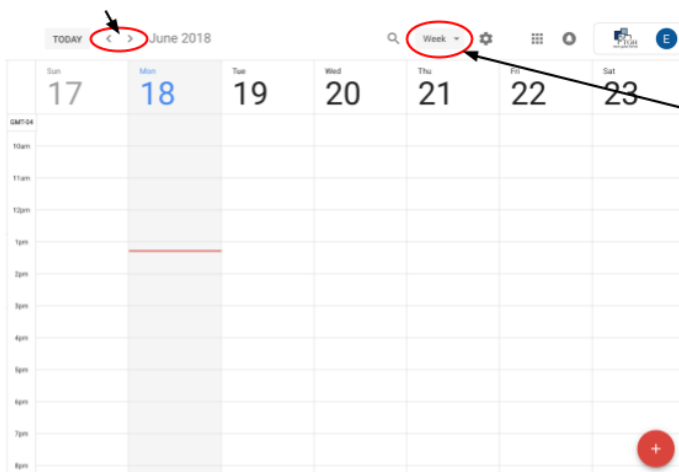 TODAY < > June 2018 Week E
Sun Mon Tue Wed Thu Fri Sat
17 18 19 20 21 22 23
GMT-04
10am
11am
12pm
1pm
2pm
3pm
4pm
5pm
6pm
7pm
8pm